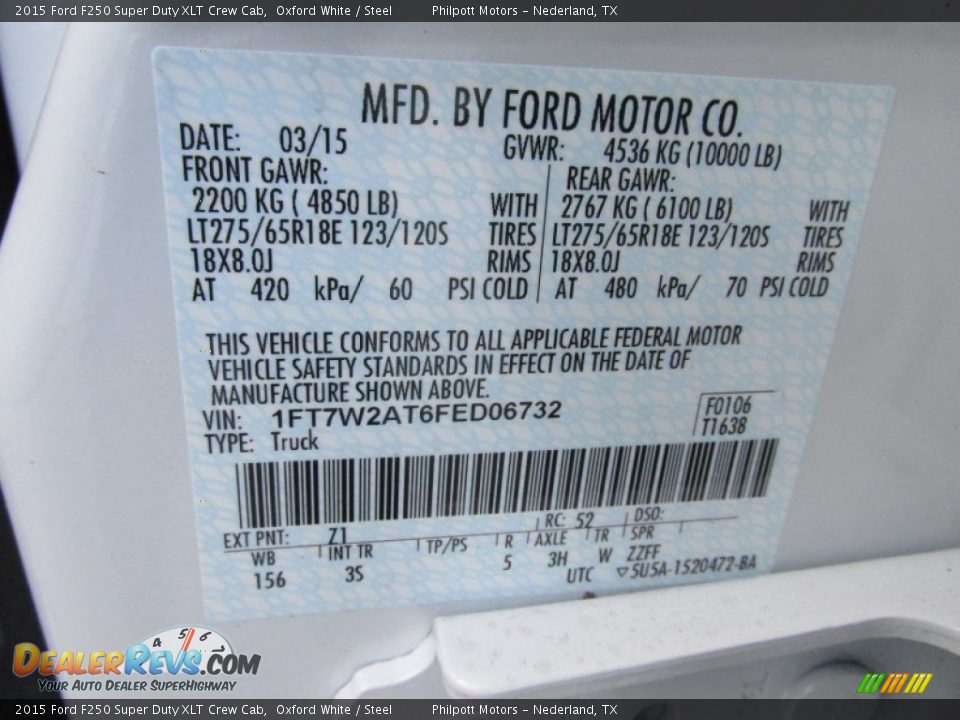 2015 Ford F250 Super Duty XLT Crew Cab, Oxford White / Steel Philpott Motors - Nederland, TX
MFD. BY FORD MOTOR CO.
DATE: 03/15 GVWR: 4536 KG (10000 LB)
FRONT GAWR: REAR GAWR:
2200 KG ( 4850 LB) WITH 2767 KG ( 6100 LB) WITH
LT275/65R18E 123/120S TIRES LT275/65R18E 123/120S TIRES
18X8.0J RIMS 18X8.0J RIMS
AT 420 kPa/ 60 PSI COLD AT 480 kPa/ 70 PSI COLD
THIS VEHICLE CONFORMS TO ALL APPLICABLE FEDERAL MOTOR
VEHICLE SAFETY STANDARDS IN EFFECT ON THE DATE OF
MANUFACTURE SHOWN ABOVE.
VIN: 1FT7W2AT6FED06732 F0106
TYPE: Truck T1638
EXT PNT: Z1 RC: 52 DSO:
WB INT TR TP/PS R AXLE TR SPR
156 3S 5 3H W ZZFF
UTC ▽5U5A-1520472-BA
4 5 6
DEALERREVS.COM
YOUR AUTO DEALER SUPERHIGHWAY
2015 Ford F250 Super Duty XLT Crew Cab, Oxford White / Steel Philpott Motors - Nederland, TX